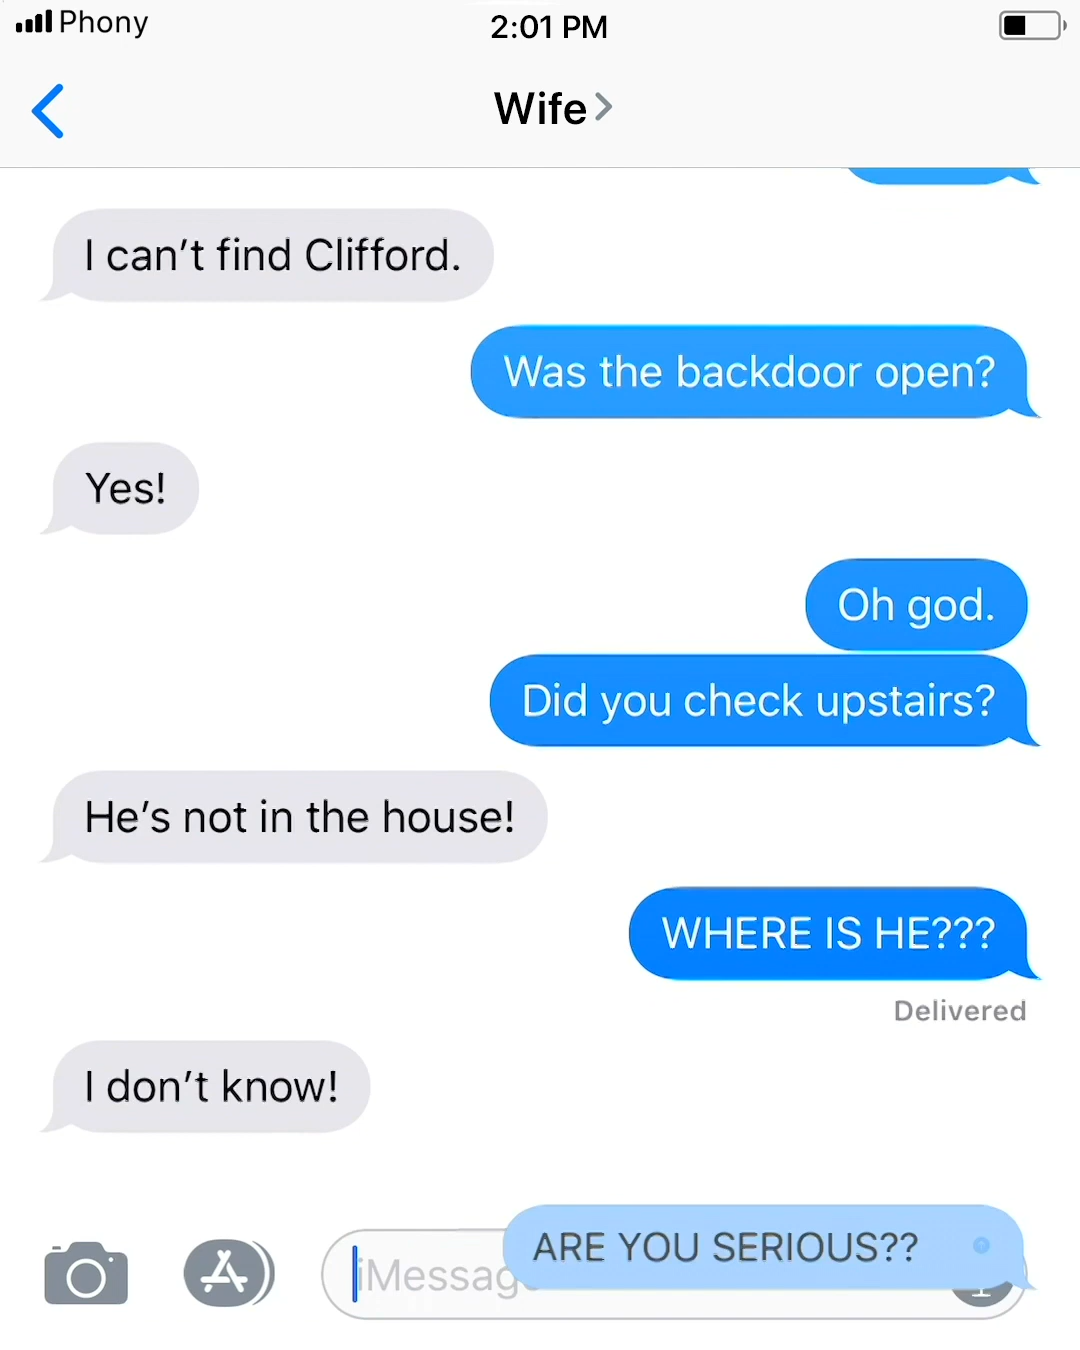 Phony
2:01 PM
Wife
I can’t find Clifford.
Was the backdoor open?
Yes!
Oh god.
Did you check upstairs?
He’s not in the house!
WHERE IS HE???
Delivered
I don’t know!
ARE YOU SERIOUS??
iMessag